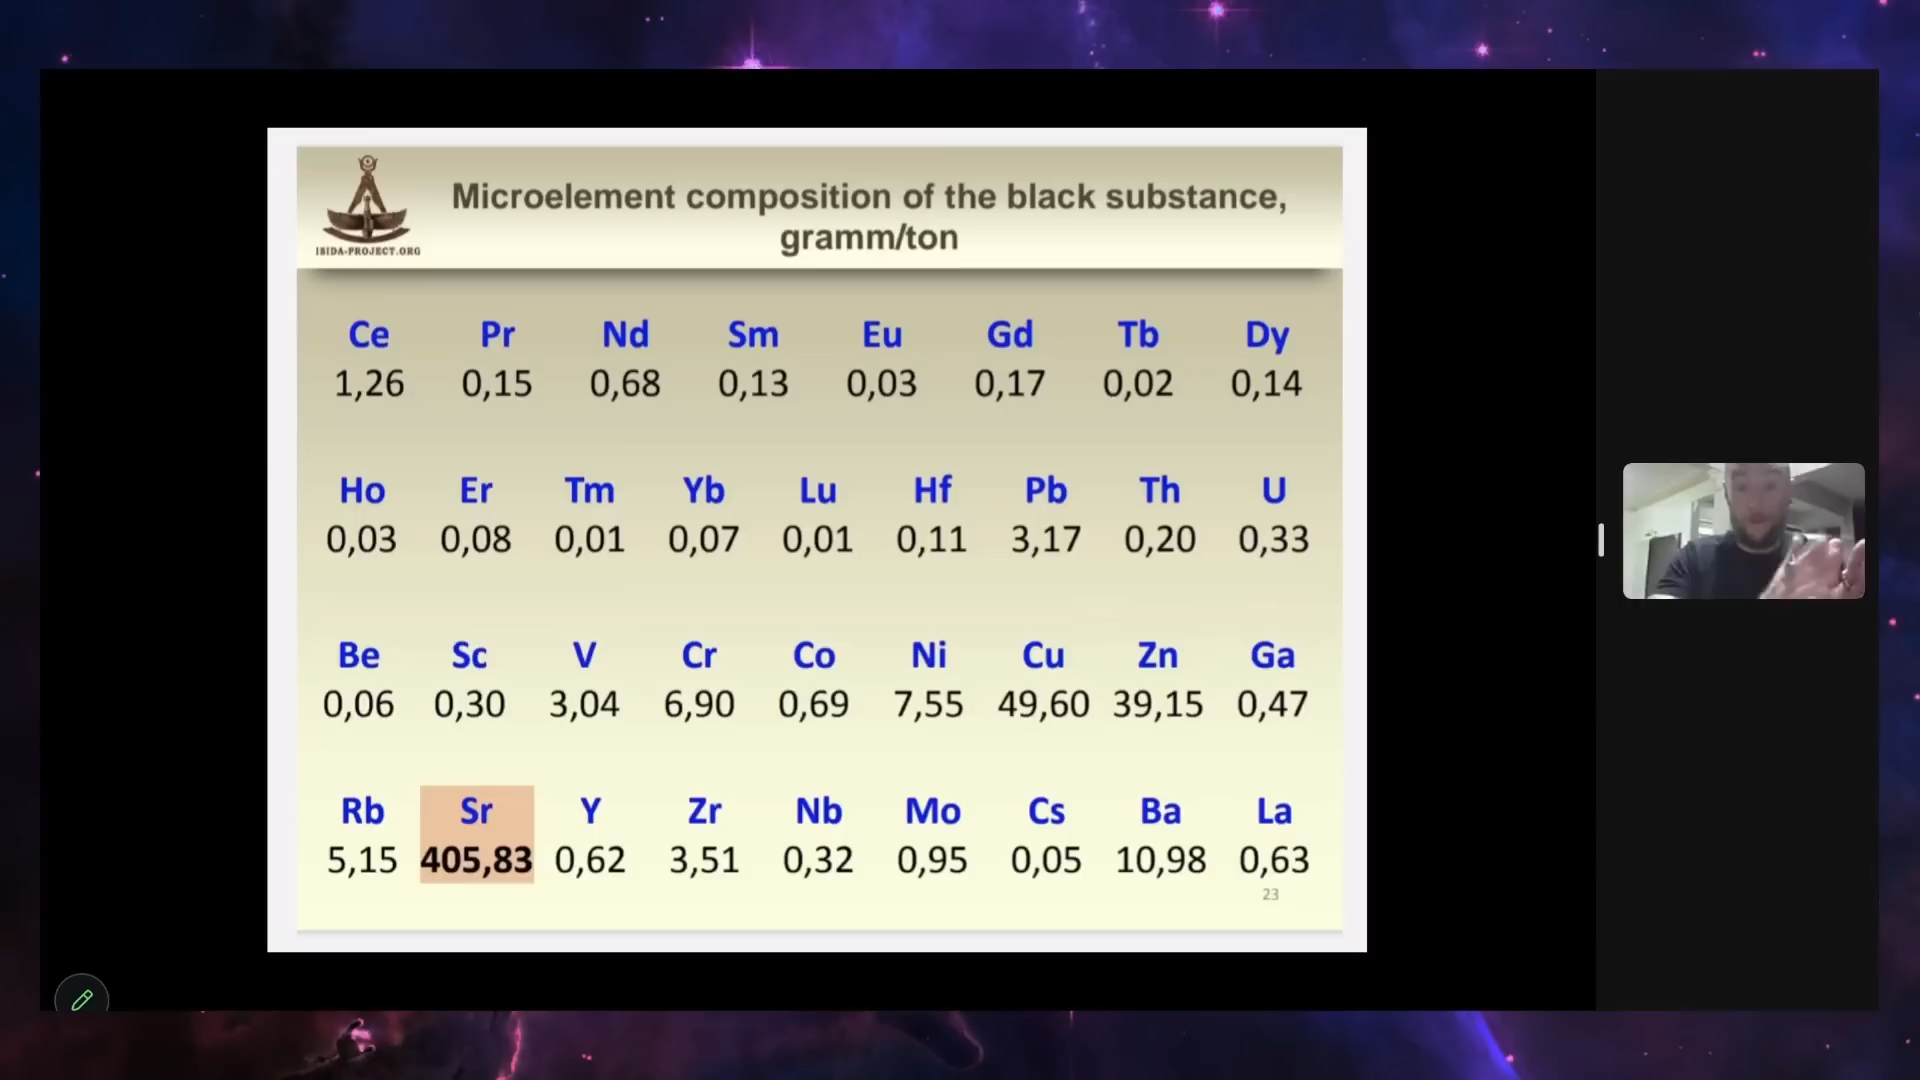 ISIDA-PROJECT.ORG
Microelement composition of the black substance,
gramm/ton
Ce Pr Nd Sm Eu Gd Tb Dy
1,26 0,15 0,68 0,13 0,03 0,17 0,02 0,14
Ho Er Tm Yb Lu Hf Pb Th U
0,03 0,08 0,01 0,07 0,01 0,11 3,17 0,20 0,33
Be Sc V Cr Co Ni Cu Zn Ga
0,06 0,30 3,04 6,90 0,69 7,55 49,60 39,15 0,47
Rb Sr Y Zr Nb Mo Cs Ba La
5,15 405,83 0,62 3,51 0,32 0,95 0,05 10,98 0,63
23